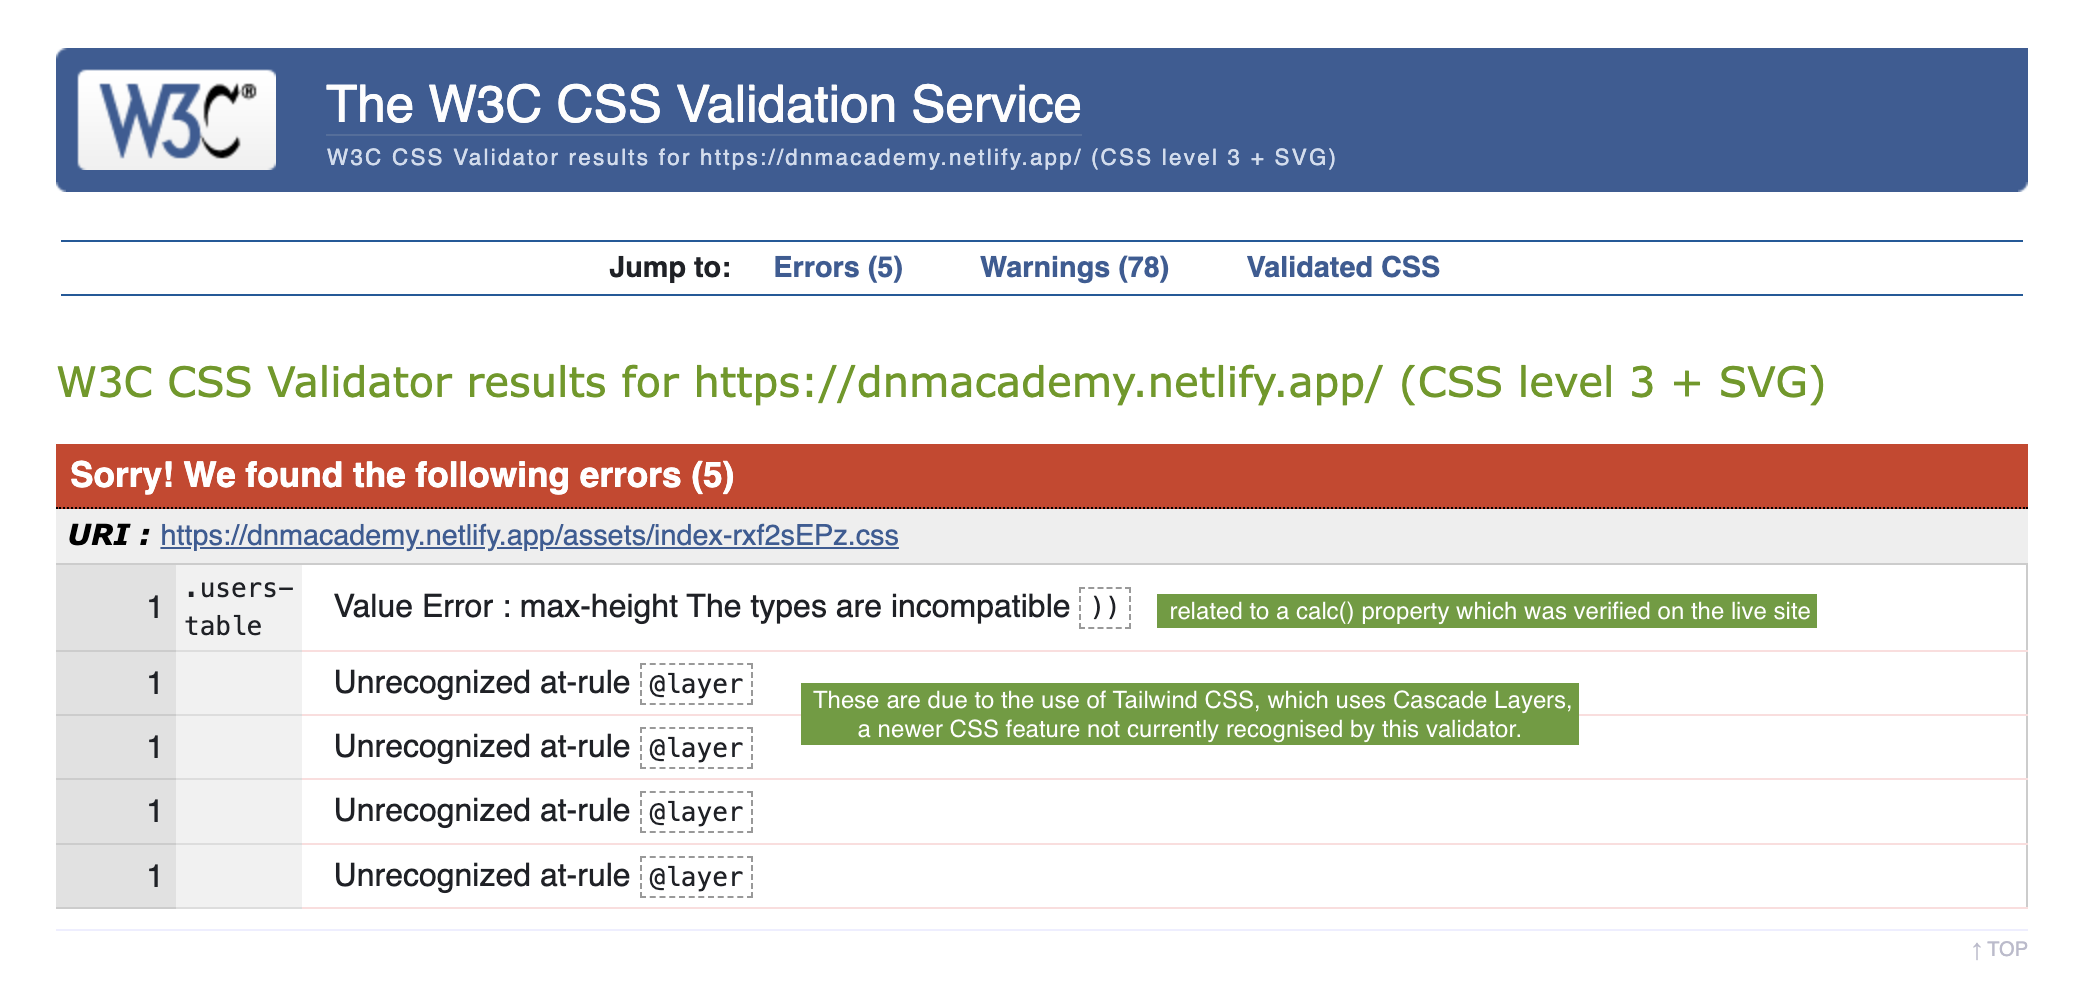 W3C®
The W3C CSS Validation Service
W3C CSS Validator results for https://dnmacademy.netlify.app/ (CSS level 3 + SVG)
Jump to: Errors (5) Warnings (78) Validated CSS
W3C CSS Validator results for https://dnmacademy.netlify.app/ (CSS level 3 + SVG)
Sorry! We found the following errors (5)
URI : https://dnmacademy.netlify.app/assets/index-rxf2sEPz.css
1 .users-table Value Error : max-height The types are incompatible )) related to a calc() property which was verified on the live site
1 Unrecognized at-rule @layer
These are due to the use of Tailwind CSS, which uses Cascade Layers,
a newer CSS feature not currently recognised by this validator.
1 Unrecognized at-rule @layer
1 Unrecognized at-rule @layer
1 Unrecognized at-rule @layer
↑ TOP